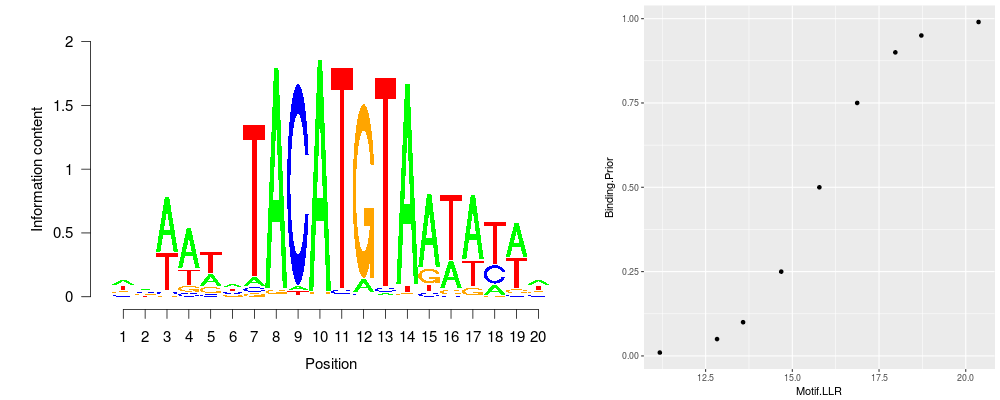 2
1.5
1
0.5
0
Information content
A A A T A T A C A T G T A A T A T A
1 2 3 4 5 6 7 8 9 10 11 12 13 14 15 16 17 18 19 20
Position
1.00
0.75
0.50
0.25
0.00
Binding.Prior
12.5 15.0 17.5 20.0
Motif.LLR